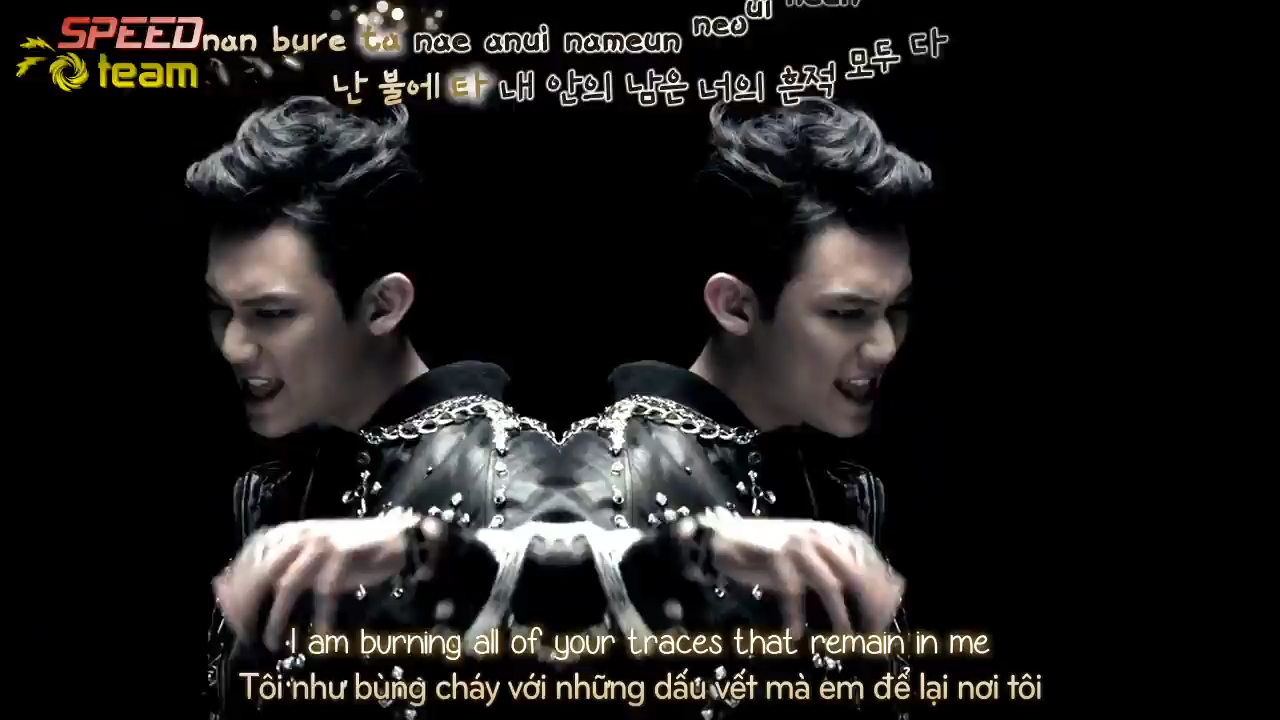 SPEED
team
nan bure ta nae anui nameun neoui
난 불에 타 내 안의 남은 너의 흔적 모두 다
I am burning all of your traces that remain in me
Tôi như bùng cháy với những dấu vết mà em để lại nơi tôi